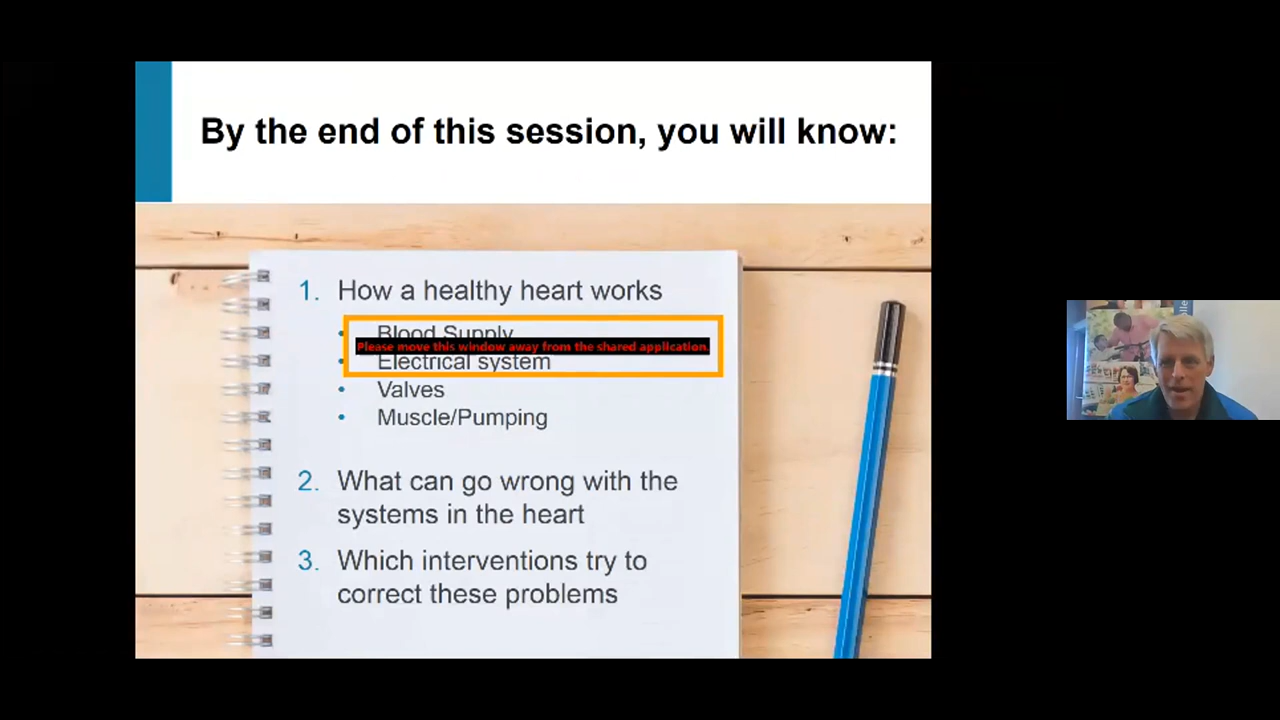 By the end of this session, you will know:
1. How a healthy heart works
• Blood Supply
Please move this window away from the shared application.
• Electrical system
• Valves
• Muscle/Pumping
2. What can go wrong with the
systems in the heart
3. Which interventions try to
correct these problems